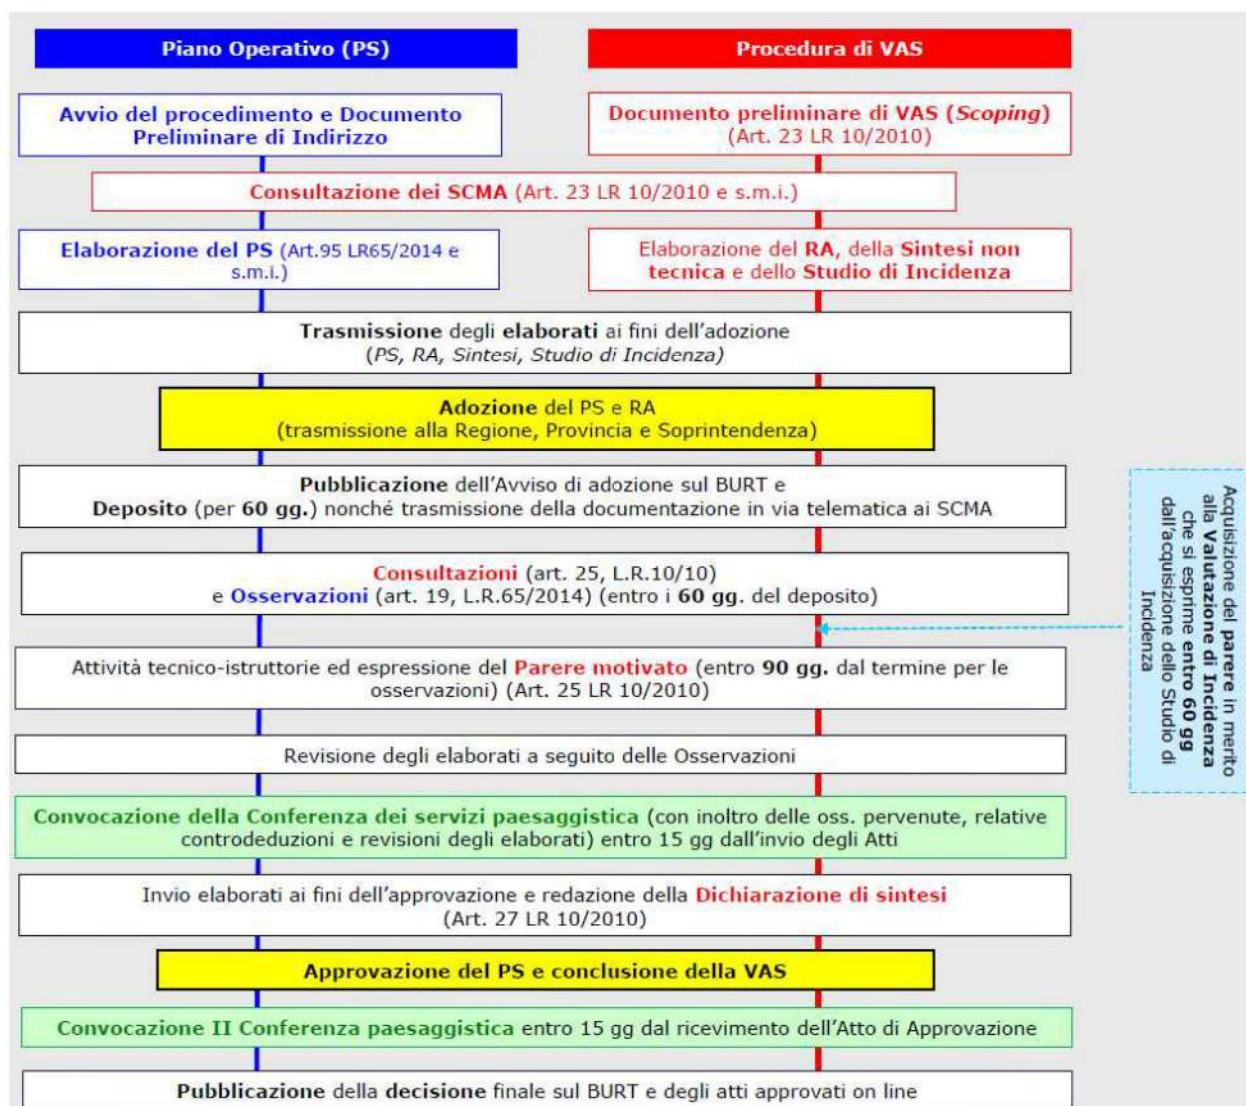 Piano Operativo (PS)
Procedura di VAS
Avvio del procedimento e Documento
Preliminare di Indirizzo
Documento preliminare di VAS (Scoping)
(Art. 23 LR 10/2010)
Consultazione dei SCMA (Art. 23 LR 10/2010 e s.m.i.)
Elaborazione del PS (Art.95 LR65/2014 e
s.m.i.)
Elaborazione del RA, della Sintesi non
tecnica e dello Studio di Incidenza
Trasmissione degli elaborati ai fini dell'adozione
(PS, RA, Sintesi, Studio di Incidenza)
Adozione del PS e RA
(trasmissione alla Regione, Provincia e Soprintendenza)
Pubblicazione dell'Avviso di adozione sul BURT e
Deposito (per 60 gg.) nonché trasmissione della documentazione in via telematica ai SCMA
Consultazioni (art. 25, L.R.10/10)
e Osservazioni (art. 19, L.R.65/2014) (entro i 60 gg. del deposito)
Acquisizione del parere in merito
alla Valutazione di Incidenza
che si esprime entro 60 gg
dall'acquisizione dello Studio di
Incidenza
Attività tecnico-istruttorie ed espressione del Parere motivato (entro 90 gg. dal termine per le
osservazioni) (Art. 25 LR 10/2010)
Revisione degli elaborati a seguito delle Osservazioni
Convocazione della Conferenza dei servizi paesaggistica (con inoltro delle oss. pervenute, relative
controdeduzioni e revisioni degli elaborati) entro 15 gg dall'invio degli Atti
Invio elaborati ai fini dell'approvazione e redazione della Dichiarazione di sintesi
(Art. 27 LR 10/2010)
Approvazione del PS e conclusione della VAS
Convocazione II Conferenza paesaggistica entro 15 gg dal ricevimento dell'Atto di Approvazione
Pubblicazione della decisione finale sul BURT e degli atti approvati on line